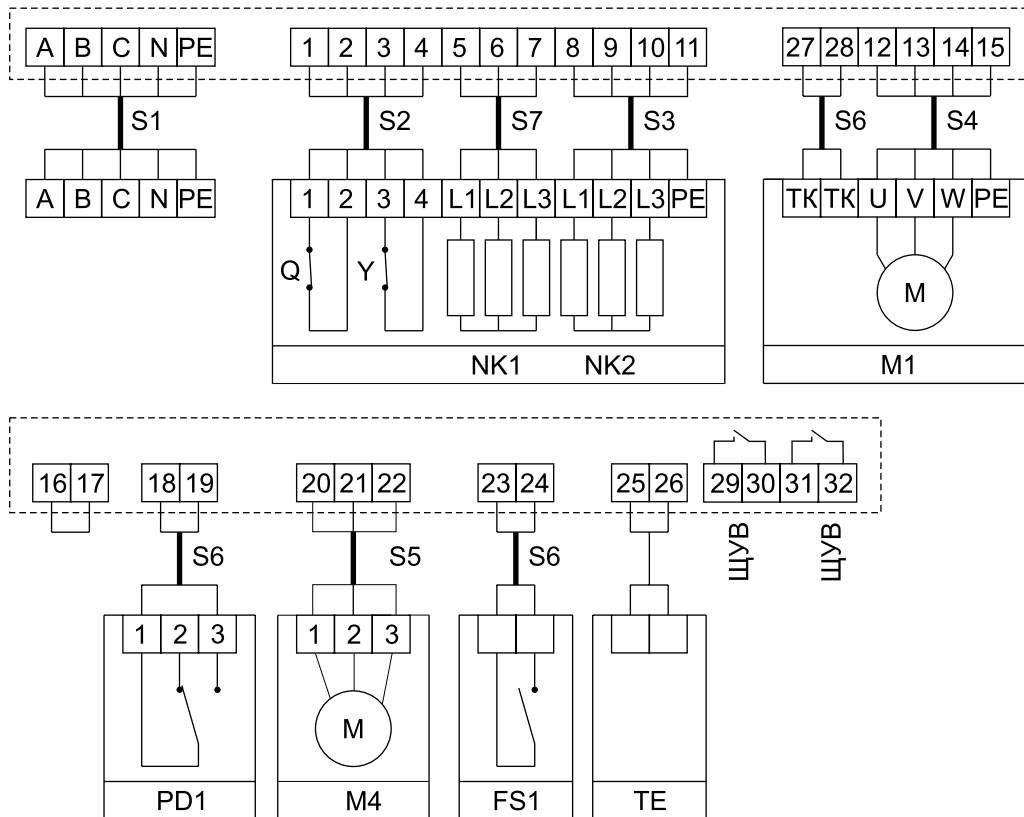 A B C N PE 1 2 3 4 5 6 7 8 9 10 11 27 28 12 13 14 15
S1 S2 S7 S3 S6 S4
A B C N PE 1 2 3 4 L1 L2 L3 L1 L2 L3 PE ТК ТК U V W PE
Q Y M
NK1 NK2 M1
16 17 18 19 20 21 22 23 24 25 26 29 30 31 32
S6 S5 S6 ЩУВ ЩУВ
1 2 3 1 2 3
M
PD1 M4 FS1 TE